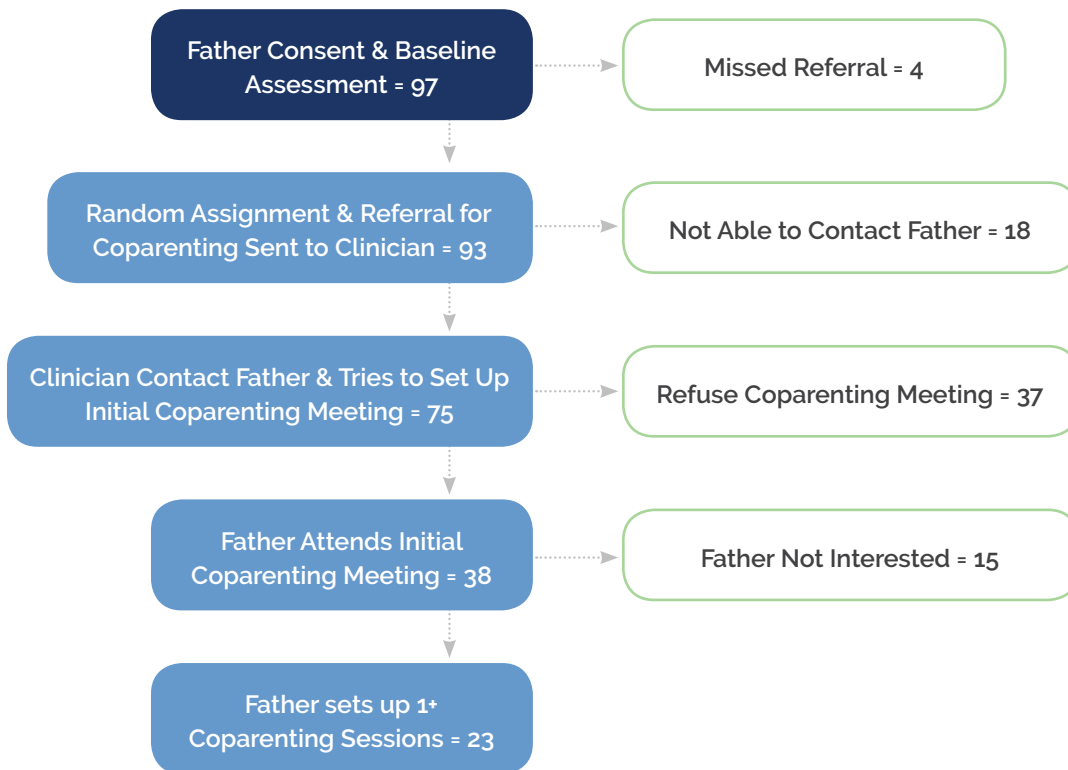 Father Consent & Baseline
Assessment = 97
Missed Referral = 4
Random Assignment & Referral for
Coparenting Sent to Clinician = 93
Not Able to Contact Father = 18
Clinician Contact Father & Tries to Set Up
Initial Coparenting Meeting = 75
Refuse Coparenting Meeting = 37
Father Attends Initial
Coparenting Meeting = 38
Father Not Interested = 15
Father sets up 1+
Coparenting Sessions = 23